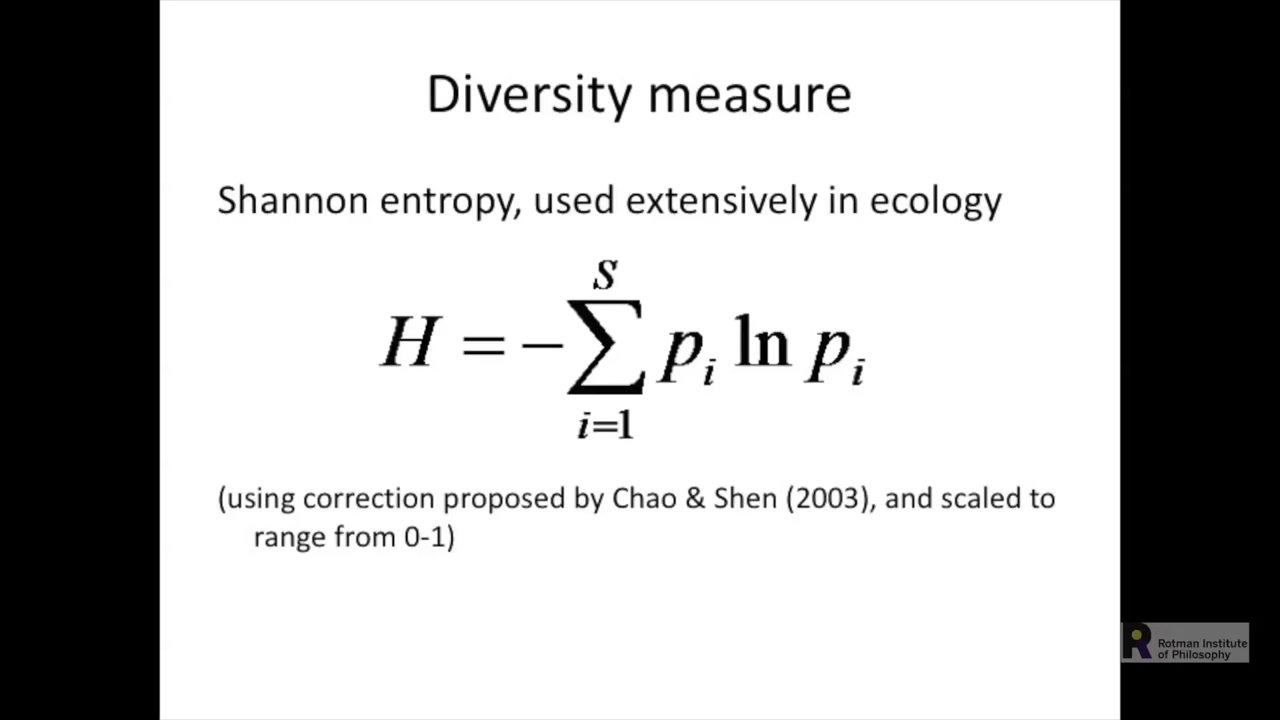 Diversity measure
Shannon entropy, used extensively in ecology
H = −∑_{i=1}^{S} p_i ln p_i
(using correction proposed by Chao & Shen (2003), and scaled to
range from 0-1)
Rotman Institute
of Philosophy